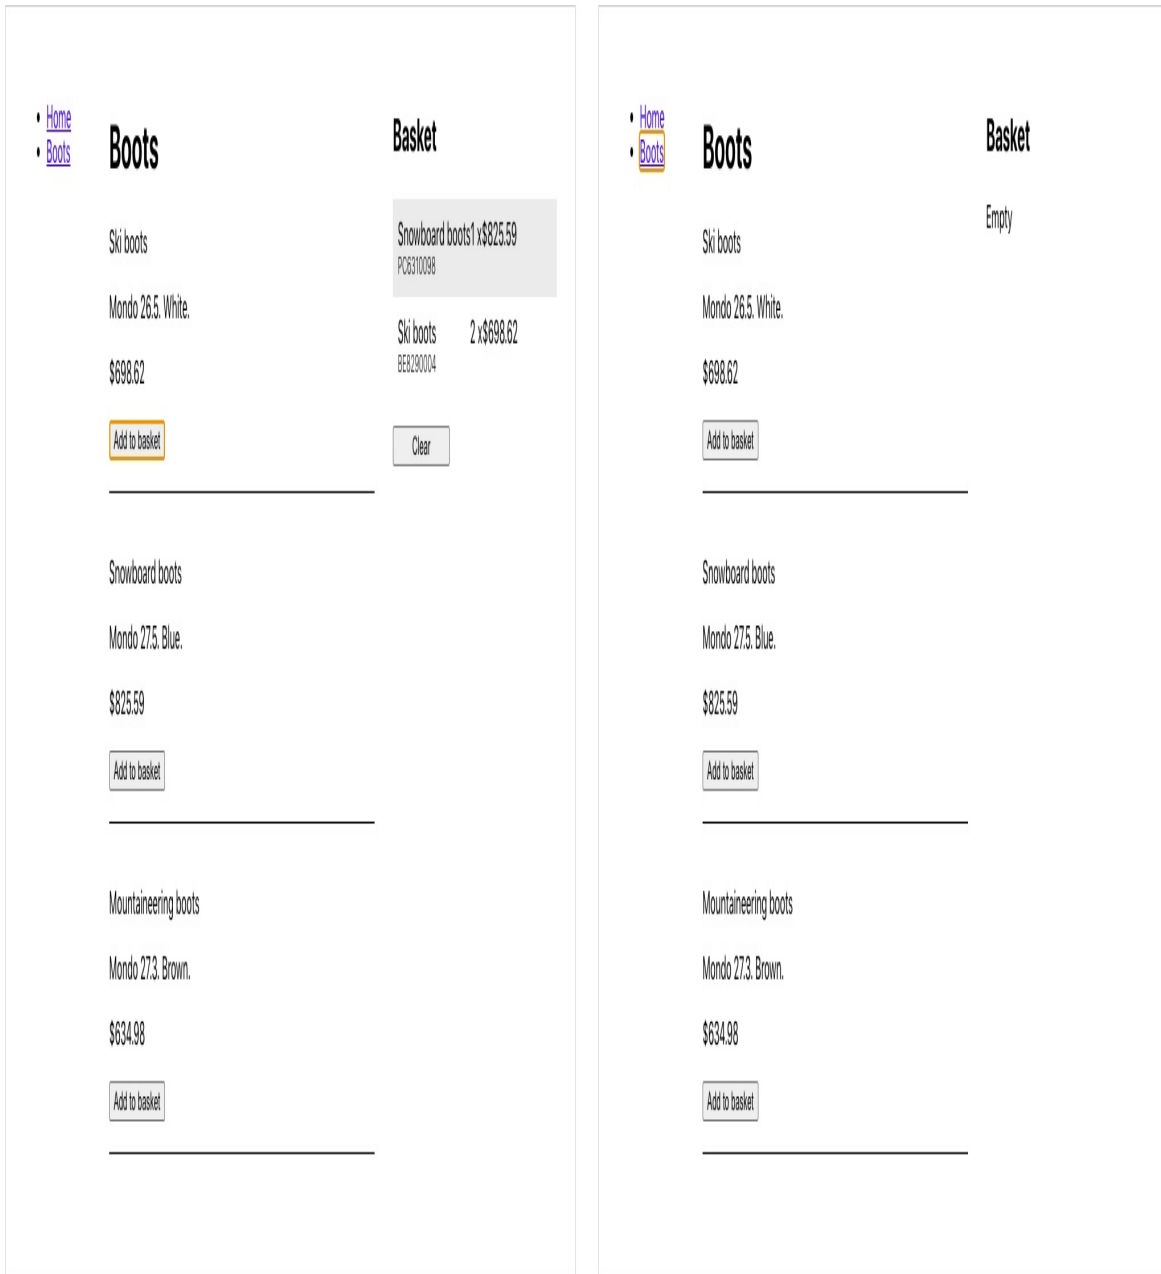 Home
Boots
Boots
Ski boots
Mondo 26.5. White.
$698.62
Add to basket
Snowboard boots
Mondo 27.5. Blue.
$825.59
Add to basket
Mountaineering boots
Mondo 27.3. Brown.
$634.98
Add to basket
Basket
Snowboard boots1 x$825.59
PC6310098
Ski boots 2 x$698.62
BE8290004
Clear
Home
Boots
Boots
Ski boots
Mondo 26.5. White.
$698.62
Add to basket
Snowboard boots
Mondo 27.5. Blue.
$825.59
Add to basket
Mountaineering boots
Mondo 27.3. Brown.
$634.98
Add to basket
Basket
Empty